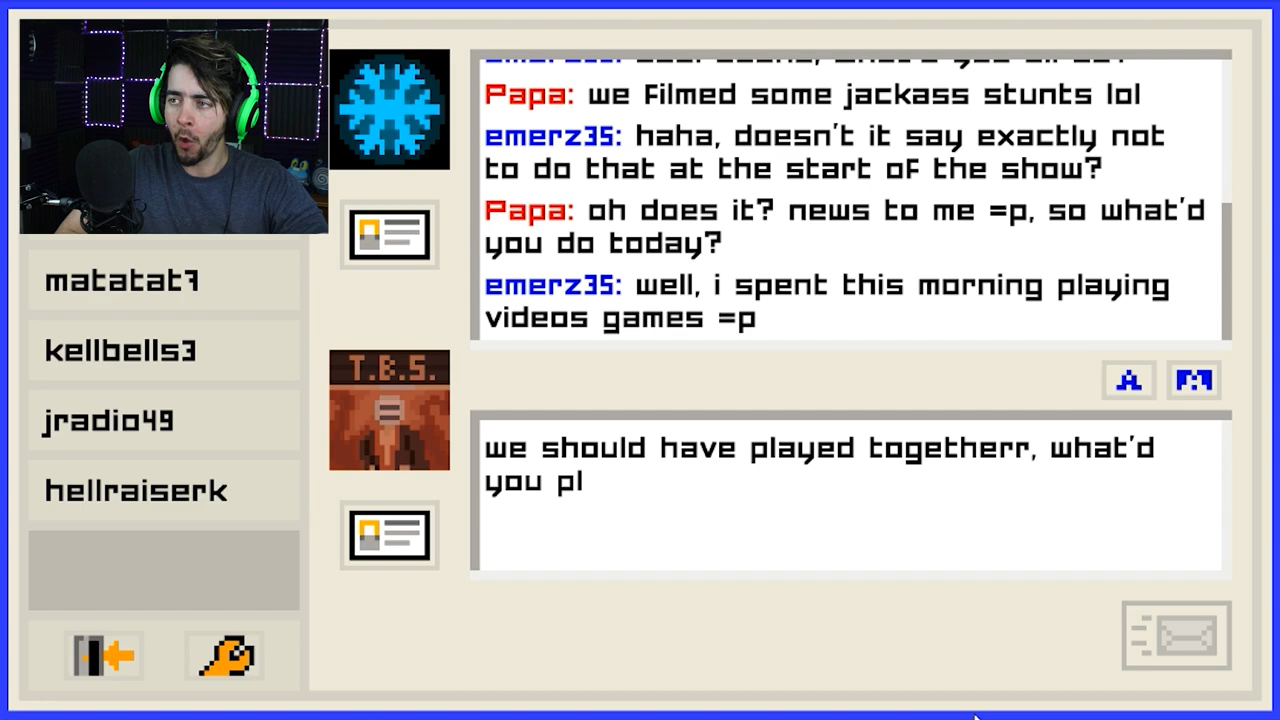 Papa: we filmed some jackass stunts lol
emerz35: haha, doesn't it say exactly not
to do that at the start of the show?
Papa: oh does it? news to me =p, so what'd
you do today?
emerz35: well, i spent this morning playing
videos games =p
matatat7
kellbells3
jradio49
hellraiserk
T.B.S.
A
we should have played togetherr, what'd
you pl